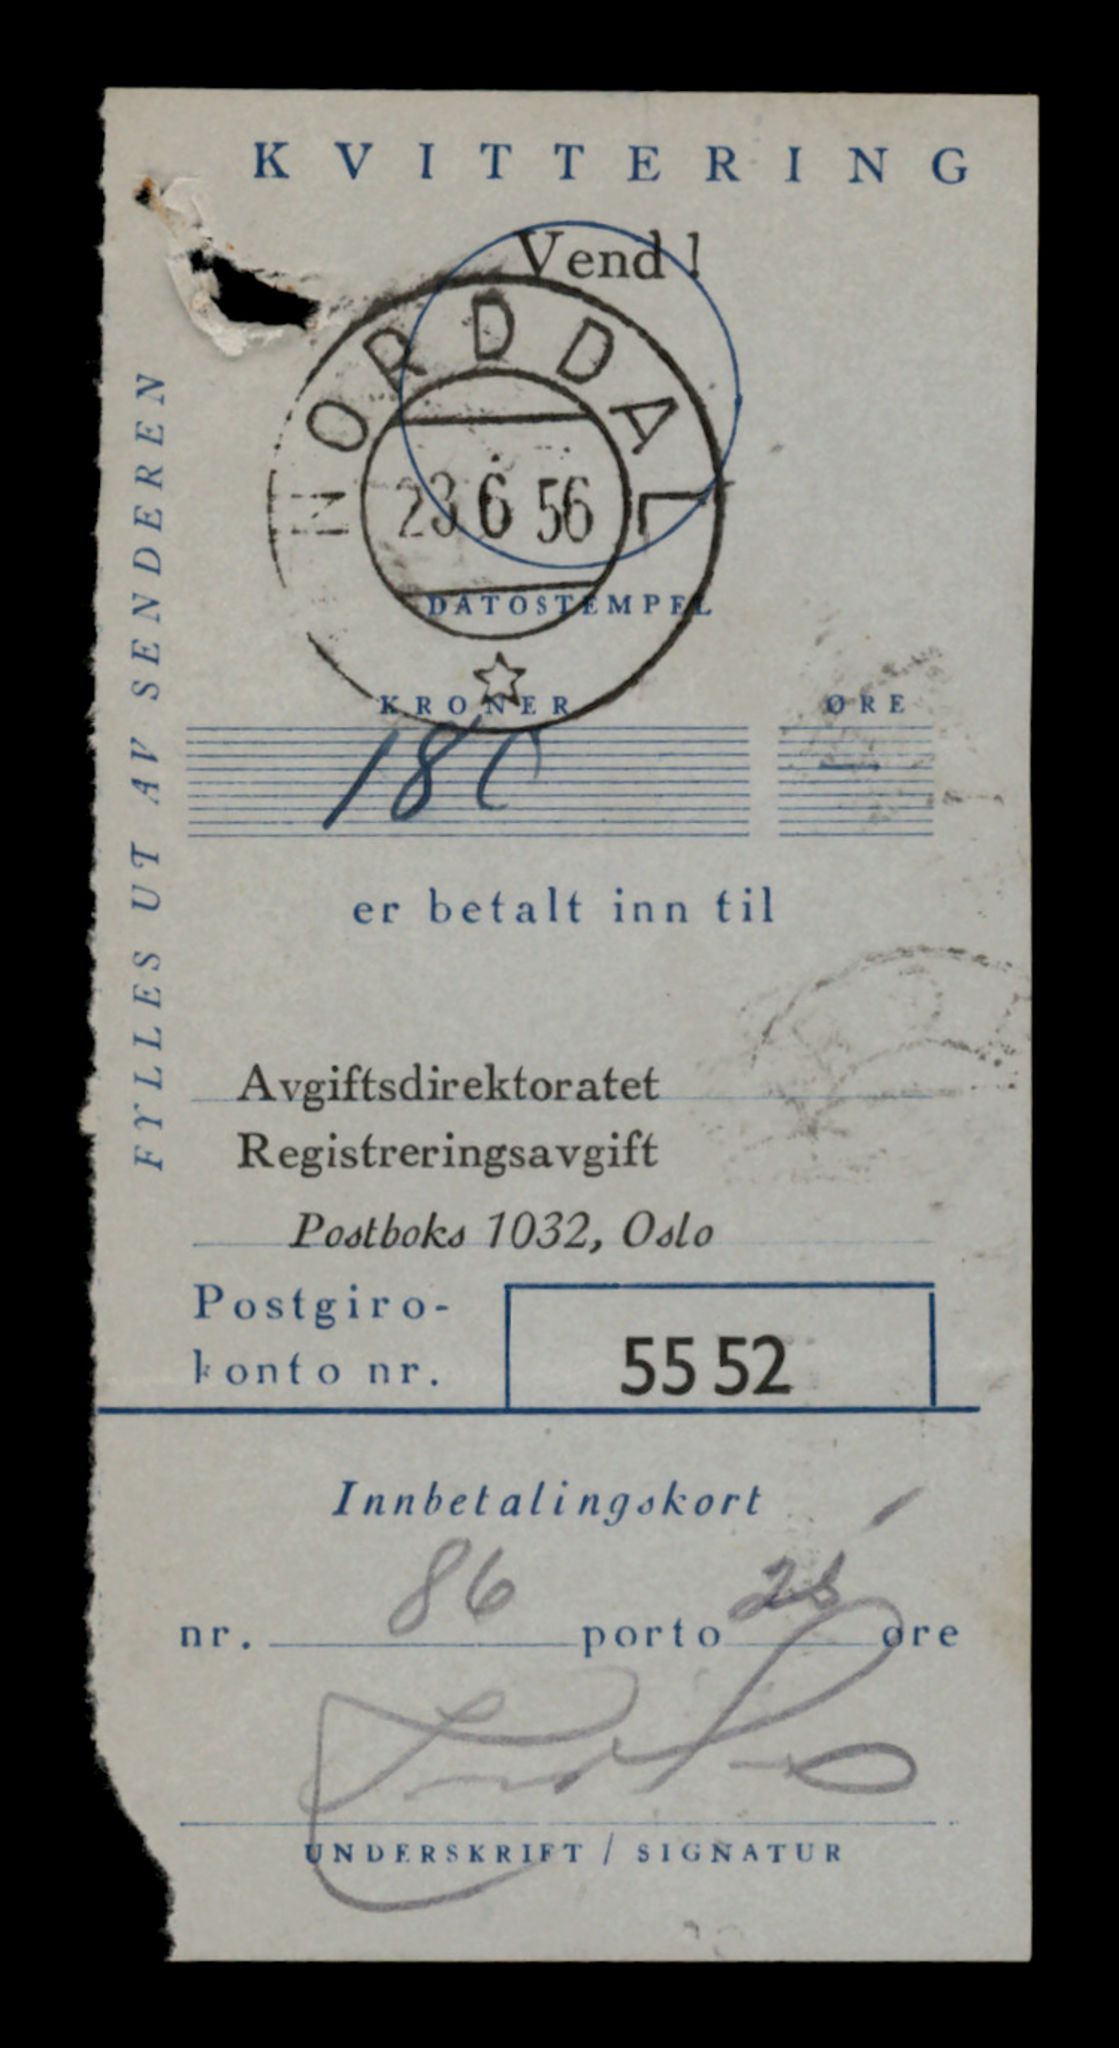 KVITTERING
Vend !
NORDDAL
23 6 56
DATOSTEMPEL
FYLLES UT AV SENDEREN
KRONER ØRE
180 —
er betalt inn til
Avgiftsdirektoratet
Registreringsavgift
Postboks 1032, Oslo
Postgiro-
konto nr.
55 52
Innbetalingskort
nr. 86 porto 25 øre
UNDERSKRIFT / SIGNATUR